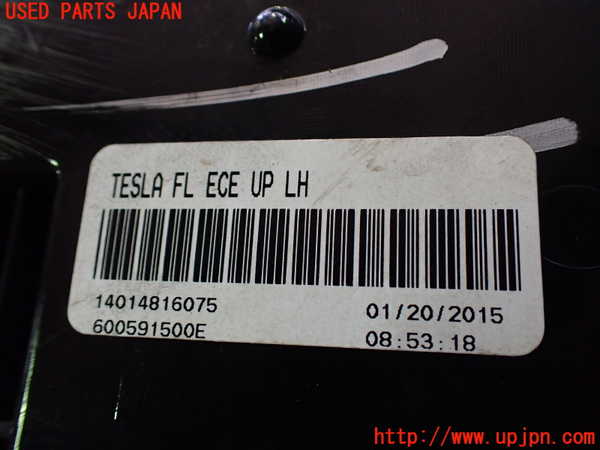 USED PARTS JAPAN
TESLA FL ECE UP LH
14014816075
01/20/2015
600591500E
08:53:18
© www.upjpn.com